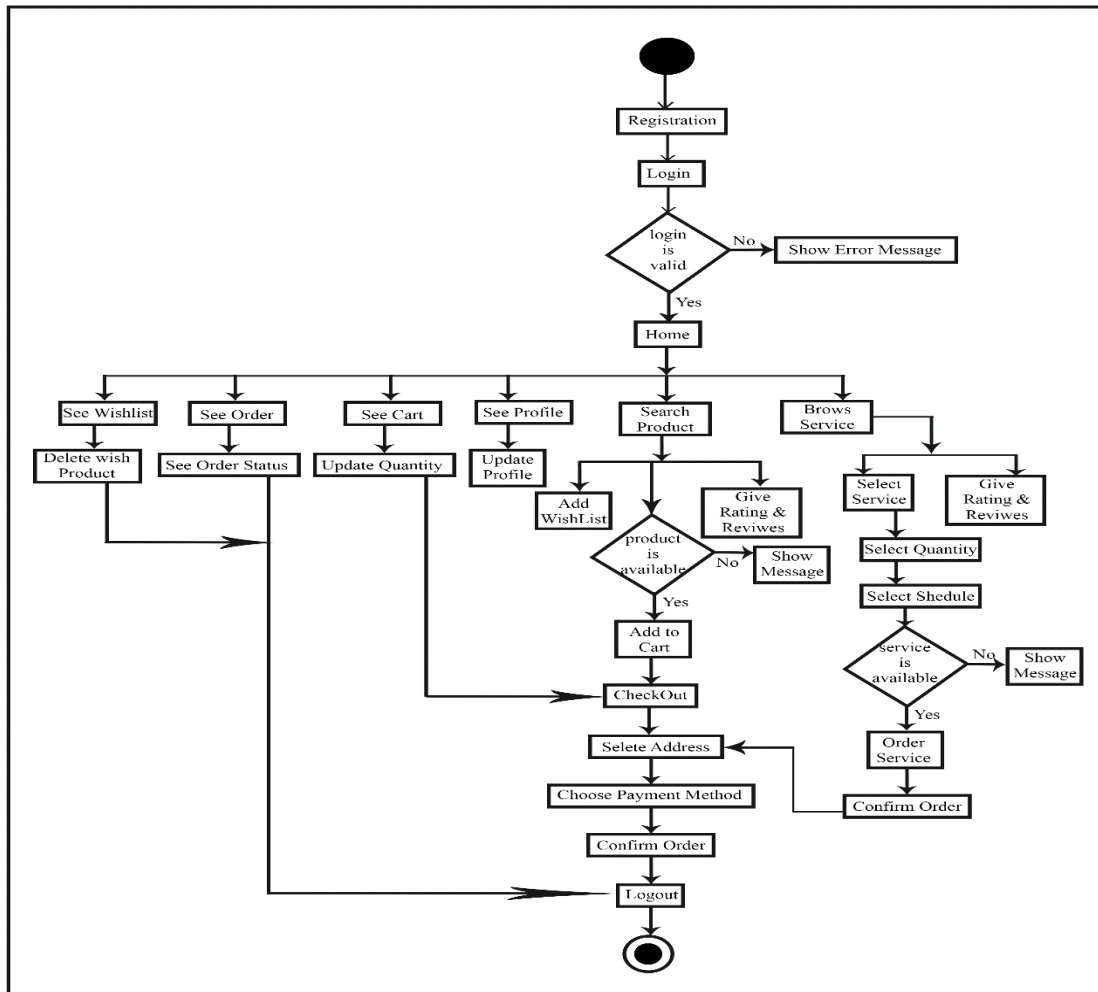 Registration
Login
login
is
valid
No
Show Error Message
Yes
Home
See Wishlist
See Order
See Cart
See Profile
Search
Product
Brows
Service
Delete wish
Product
See Order Status
Update Quantity
Update
Profile
Add
WishList
Give
Rating &
Reviwes
Select
Service
Give
Rating &
Reviwes
product
is
available
No
Show
Message
Select Quantity
Select Shedule
Yes
Add to
Cart
service
is
available
No
Show
Message
CheckOut
Yes
Selete Address
Order
Service
Choose Payment Method
Confirm Order
Confirm Order
Logout